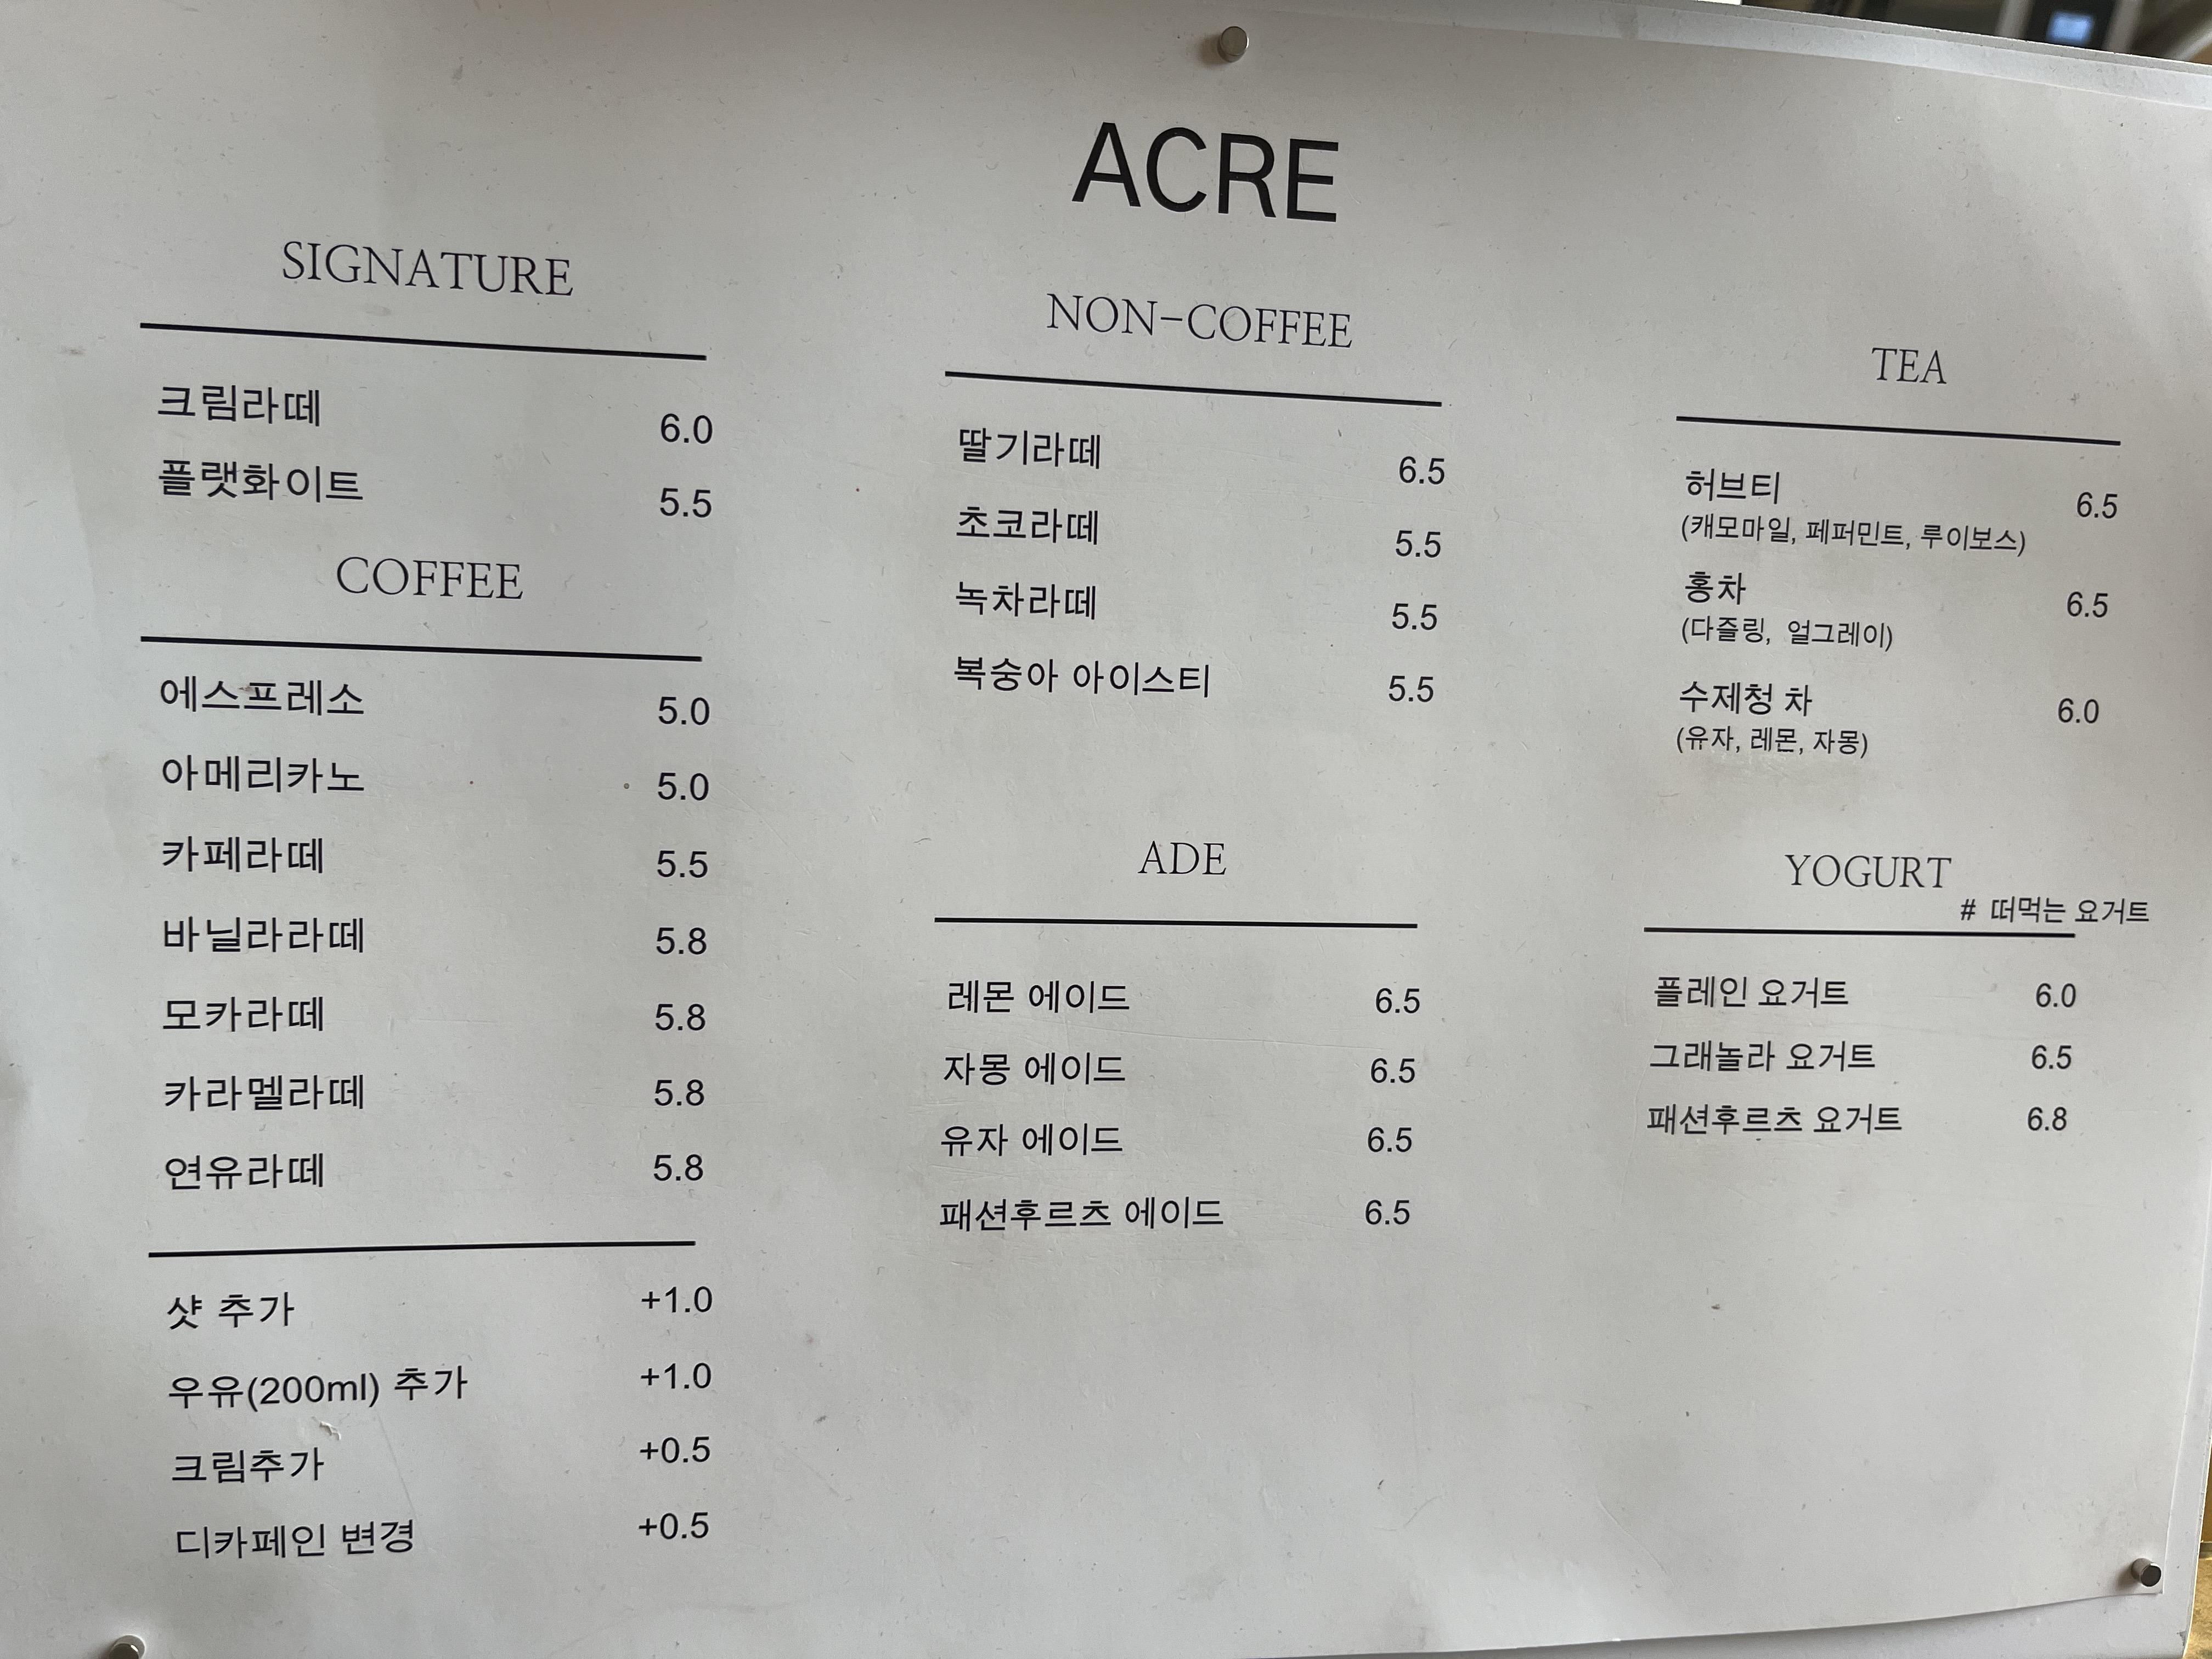 ACRE
SIGNATURE
크림라떼 6.0
플랫화이트 5.5
COFFEE
에스프레소 5.0
아메리카노 5.0
카페라떼 5.5
바닐라라떼 5.8
모카라떼 5.8
카라멜라떼 5.8
연유라떼 5.8
샷 추가 +1.0
우유(200ml) 추가 +1.0
크림추가 +0.5
디카페인 변경 +0.5
NON-COFFEE
딸기라떼 6.5
초코라떼 5.5
녹차라떼 5.5
복숭아 아이스티 5.5
ADE
레몬 에이드 6.5
자몽 에이드 6.5
유자 에이드 6.5
패션후르츠 에이드 6.5
TEA
허브티 6.5
(캐모마일, 페퍼민트, 루이보스)
홍차 6.5
(다즐링, 얼그레이)
수제청 차 6.0
(유자, 레몬, 자몽)
YOGURT
# 떠먹는 요거트
플레인 요거트 6.0
그래놀라 요거트 6.5
패션후르츠 요거트 6.8